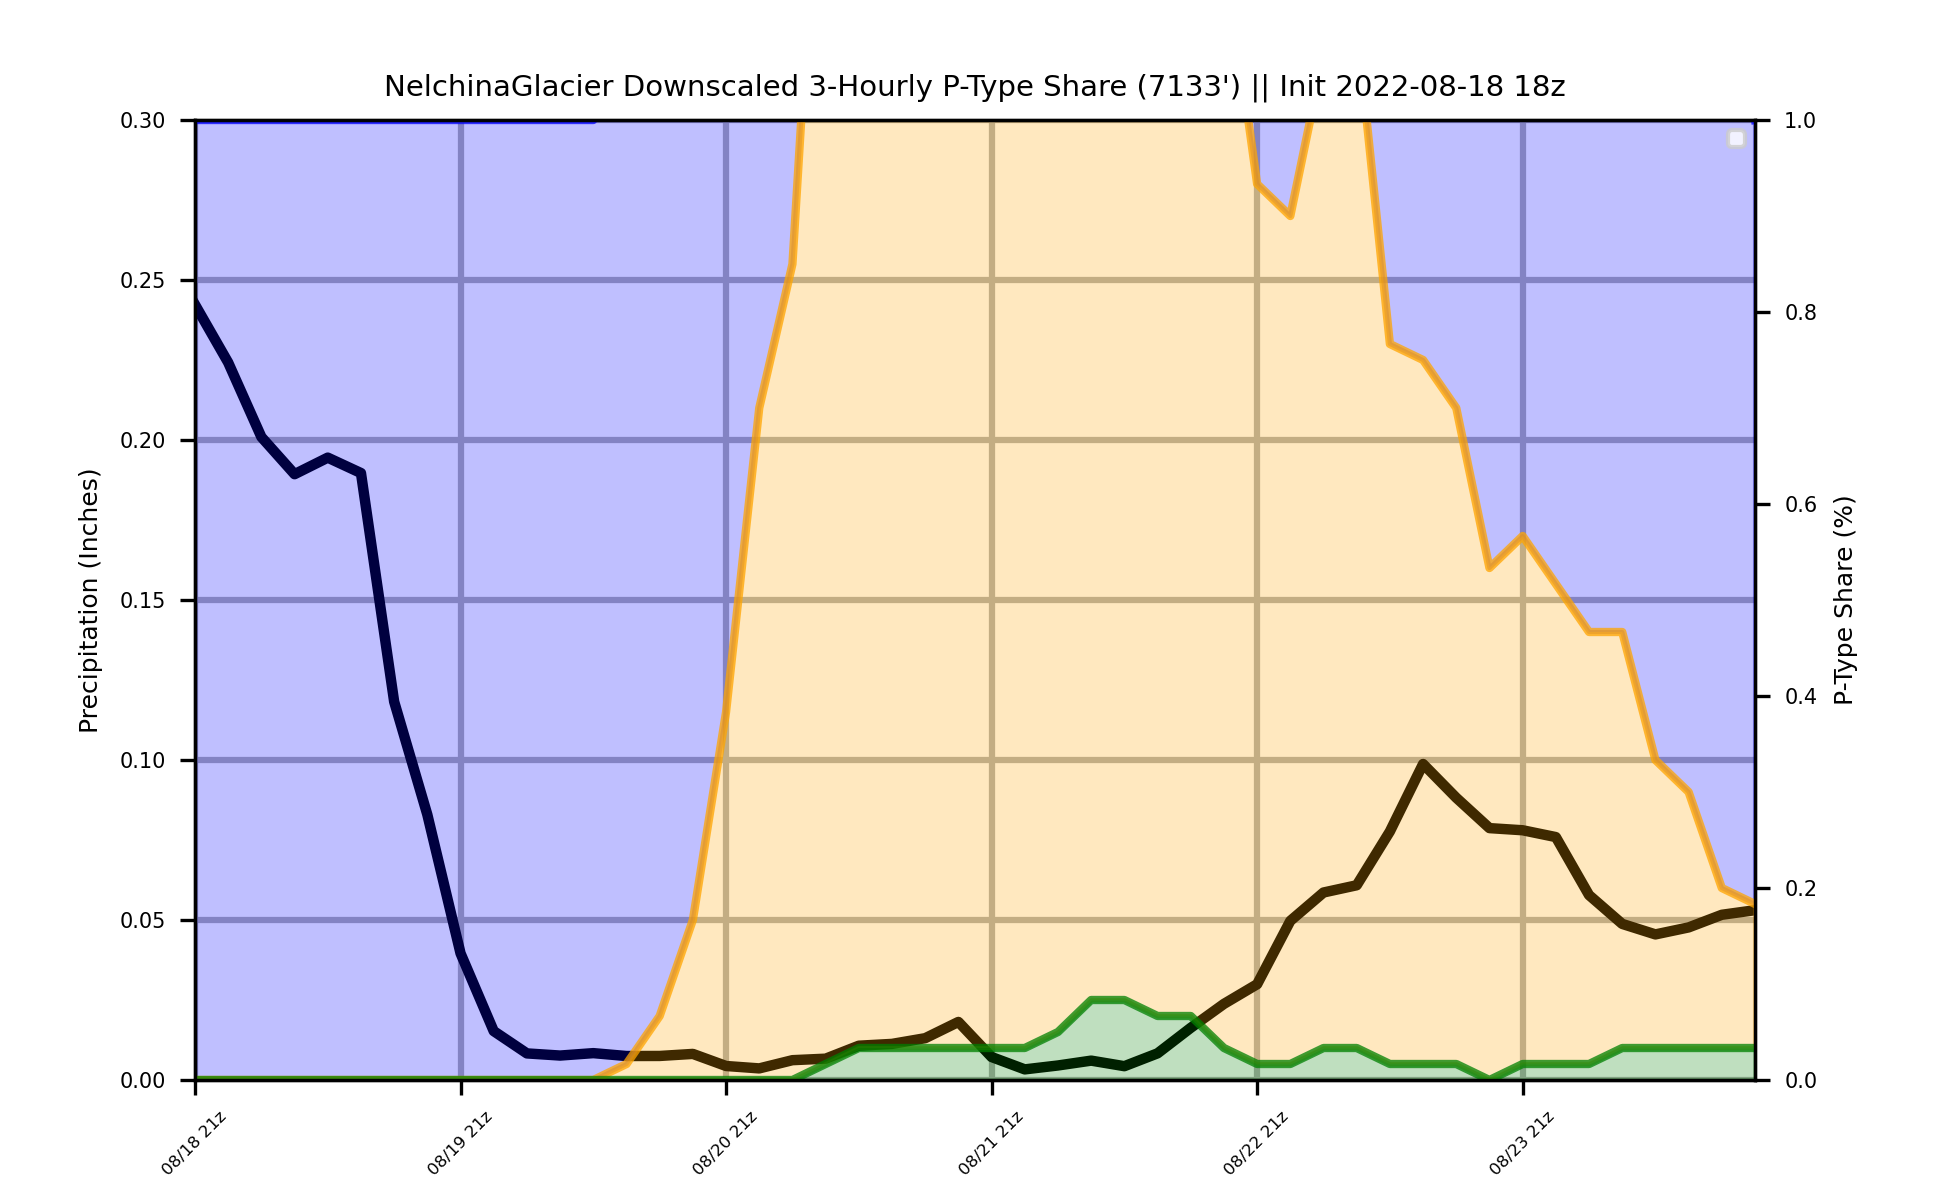 NelchinaGlacier Downscaled 3-Hourly P-Type Share (7133') || Init 2022-08-18 18z
0.30
0.25
0.20
0.15
0.10
0.05
0.00
Precipitation (Inches)
1.0
0.8
0.6
0.4
0.2
0.0
P-Type Share (%)
08/18 21z
08/19 21z
08/20 21z
08/21 21z
08/22 21z
08/23 21z